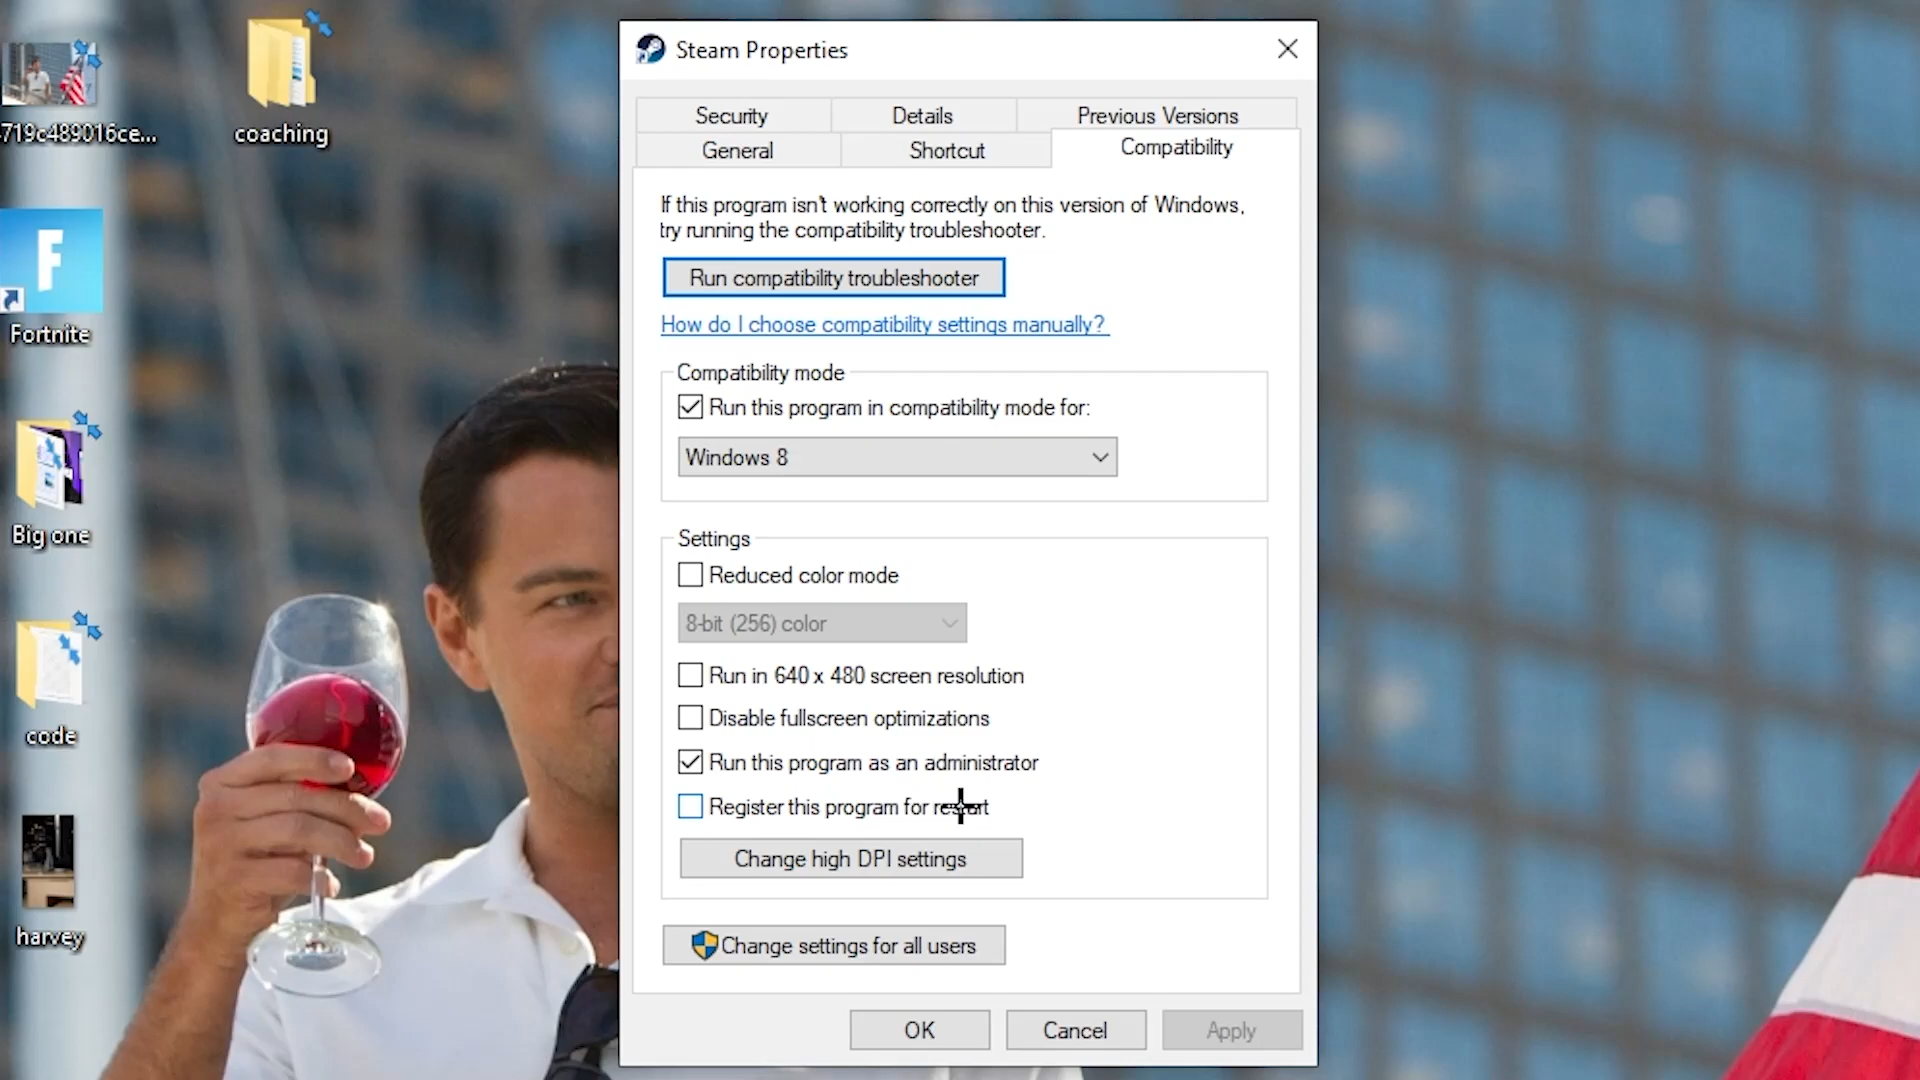 719c489016ce...
coaching
Fortnite
Big one
code
harvey
Steam Properties
Security
Details
Previous Versions
General
Shortcut
Compatibility
If this program isn't working correctly on this version of Windows,
try running the compatibility troubleshooter.
Run compatibility troubleshooter
How do I choose compatibility settings manually?
Compatibility mode
Run this program in compatibility mode for:
Windows 8
Settings
Reduced color mode
8-bit (256) color
Run in 640 x 480 screen resolution
Disable fullscreen optimizations
Run this program as an administrator
Register this program for restart
Change high DPI settings
Change settings for all users
OK
Cancel
Apply